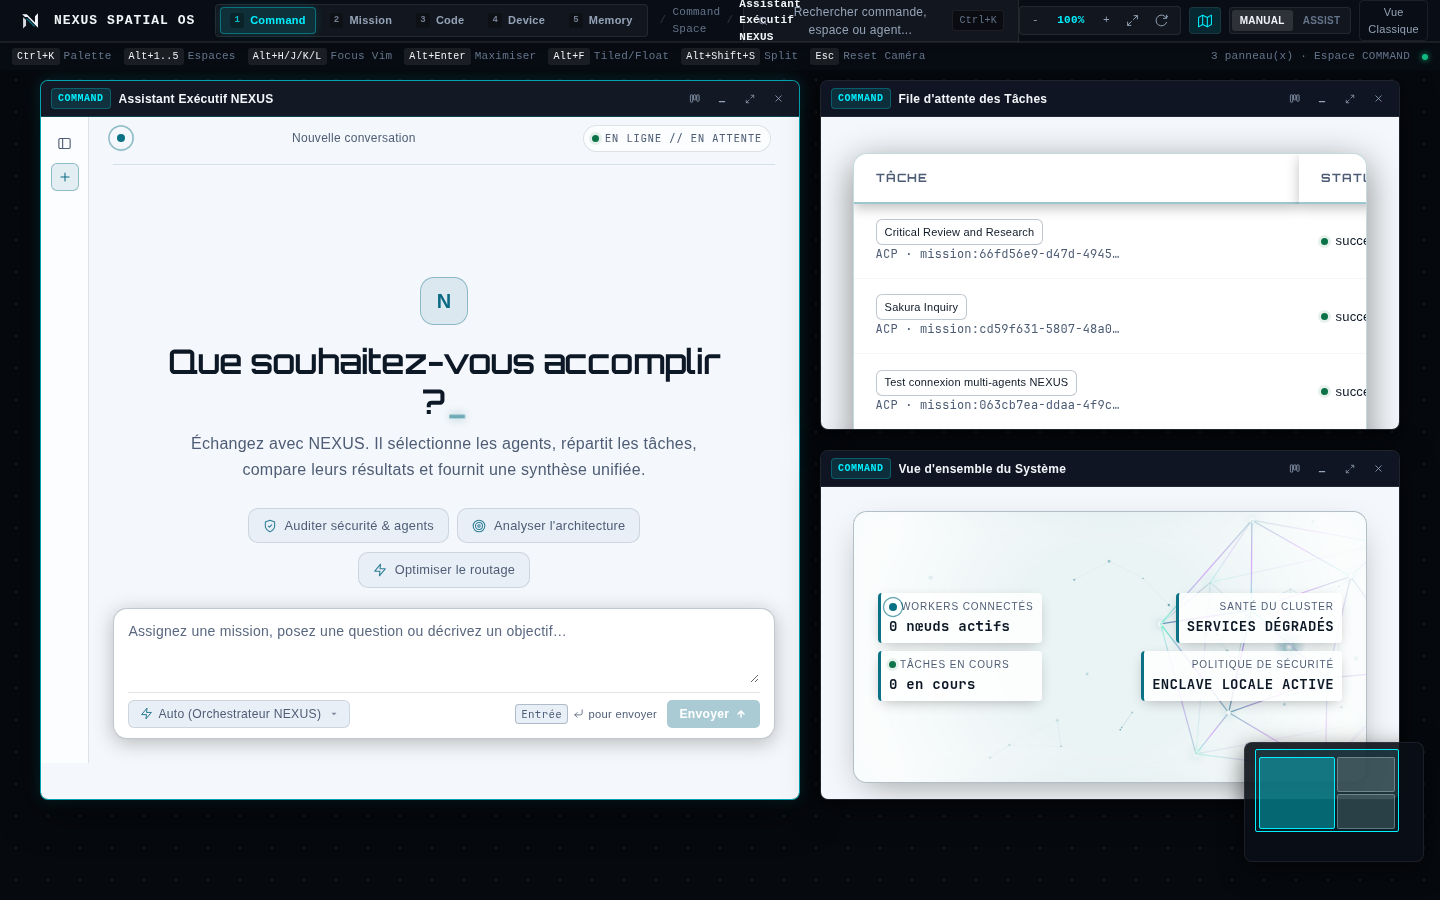 NEXUS SPATIAL OS
1 Command
2 Mission
3 Code
4 Device
5 Memory
/ Command Space / Assistant Exécutif NEXUS
Rechercher commande, espace ou agent...
Ctrl+K
- 100% +
MANUAL ASSIST
Vue Classique
Ctrl+K Palette Alt+1..5 Espaces Alt+H/J/K/L Focus Vim Alt+Enter Maximiser Alt+F Tiled/Float Alt+Shift+S Split Esc Reset Caméra
3 panneau(x) · Espace COMMAND
COMMAND Assistant Exécutif NEXUS
Nouvelle conversation
EN LIGNE // EN ATTENTE
N
Que souhaitez-vous accomplir
?_
Échangez avec NEXUS. Il sélectionne les agents, répartit les tâches,
compare leurs résultats et fournit une synthèse unifiée.
Auditer sécurité & agents
Analyser l'architecture
Optimiser le routage
Assignez une mission, posez une question ou décrivez un objectif…
Auto (Orchestrateur NEXUS)
Entrée ↵ pour envoyer
Envoyer ↑
COMMAND File d'attente des Tâches
TÂCHE STATU
Critical Review and Research
ACP · mission:66fd56e9-d47d-4945…
succe
Sakura Inquiry
ACP · mission:cd59f631-5807-48a0…
succe
Test connexion multi-agents NEXUS
ACP · mission:063cb7ea-ddaa-4f9c…
succe
COMMAND Vue d'ensemble du Système
WORKERS CONNECTÉS
0 nœuds actifs
SANTÉ DU CLUSTER
SERVICES DÉGRADÉS
TÂCHES EN COURS
0 en cours
POLITIQUE DE SÉCURITÉ
ENCLAVE LOCALE ACTIVE